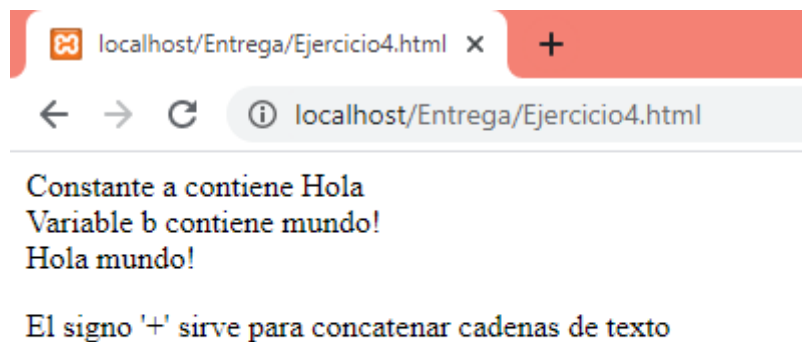 localhost/Entrega/Ejercicio4.html
localhost/Entrega/Ejercicio4.html
Constante a contiene Hola
Variable b contiene mundo!
Hola mundo!
El signo '+' sirve para concatenar cadenas de texto